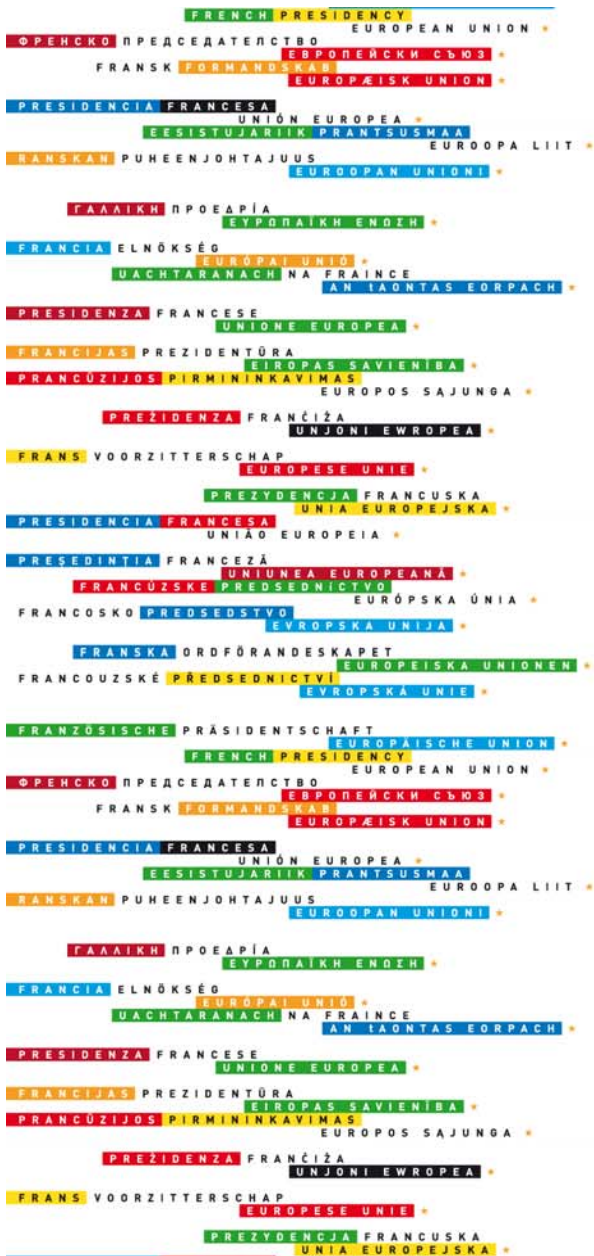 FRENCH PRESIDENCY
EUROPEAN UNION
ФРЕНСКО ПРЕДСЕДАТЕЛСТВО
ЕВРОПЕЙСКИ СЪЮЗ
FRANSK FORMANDSKAB
EUROPÆISK UNION
PRESIDENCIA FRANCESA
UNIÓN EUROPEA
EESISTUJARIIK PRANTSUSMAA
EUROOPA LIIT
RANSKAN PUHEENJOHTAJUUS
EUROOPAN UNIONI
ΓΑΛΛΙΚΗ ΠΡΟΕΔΡΊΑ
ΕΥΡΩΠΑΪΚΗ ΕΝΩΣΗ
FRANCIA ELNÖKSÉG
EURÓPAI UNIÓ
UACHTARANACH NA FRAINCE
AN tAONTAS EORPACH
PRESIDENZA FRANCESE
UNIONE EUROPEA
FRANCIJAS PREZIDENTŪRA
EIROPAS SAVIENĪBA
PRANCŪZIJOS PIRMININKAVIMAS
EUROPOS SĄJUNGA
PREŻIDENZA FRANĊIŻA
UNJONI EWROPEA
FRANS VOORZITTERSCHAP
EUROPESE UNIE
PREZYDENCJA FRANCUSKA
UNIA EUROPEJSKA
PRESIDENCIA FRANCESA
UNIÃO EUROPEIA
PREŞEDINŢIA FRANCEZĂ
UNIUNEA EUROPEANĂ
FRANCÚZSKE PREDSEDNÍCTVO
EURÓPSKA ÚNIA
FRANCOSKO PREDSEDSTVO
EVROPSKA UNIJA
FRANSKA ORDFÖRANDESKAPET
EUROPEISKA UNIONEN
FRANCOUZSKÉ PŘEDSEDNICTVÍ
EVROPSKÁ UNIE
FRANZÖSISCHE PRÄSIDENTSCHAFT
EUROPÄISCHE UNION
FRENCH PRESIDENCY
EUROPEAN UNION
ФРЕНСКО ПРЕДСЕДАТЕЛСТВО
ЕВРОПЕЙСКИ СЪЮЗ
FRANSK FORMANDSKAB
EUROPÆISK UNION
PRESIDENCIA FRANCESA
UNIÓN EUROPEA
EESISTUJARIIK PRANTSUSMAA
EUROOPA LIIT
RANSKAN PUHEENJOHTAJUUS
EUROOPAN UNIONI
ΓΑΛΛΙΚΗ ΠΡΟΕΔΡΊΑ
ΕΥΡΩΠΑΪΚΗ ΕΝΩΣΗ
FRANCIA ELNÖKSÉG
EURÓPAI UNIÓ
UACHTARANACH NA FRAINCE
AN tAONTAS EORPACH
PRESIDENZA FRANCESE
UNIONE EUROPEA
FRANCIJAS PREZIDENTŪRA
EIROPAS SAVIENĪBA
PRANCŪZIJOS PIRMININKAVIMAS
EUROPOS SĄJUNGA
PREŻIDENZA FRANĊIŻA
UNJONI EWROPEA
FRANS VOORZITTERSCHAP
EUROPESE UNIE
PREZYDENCJA FRANCUSKA
UNIA EUROPEJSKA